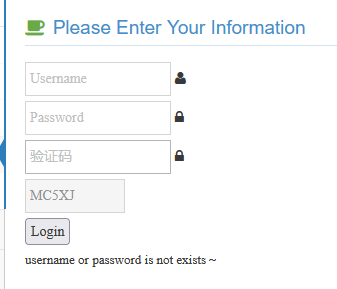 Please Enter Your Information
Username
Password
验证码
MC5XJ
Login
username or password is not exists ~